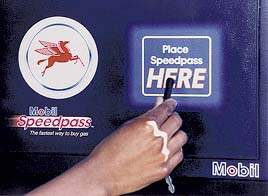 Place
Speedpass
HERE
Mobil
Speedpass
The fastest way to buy gas
Mobil